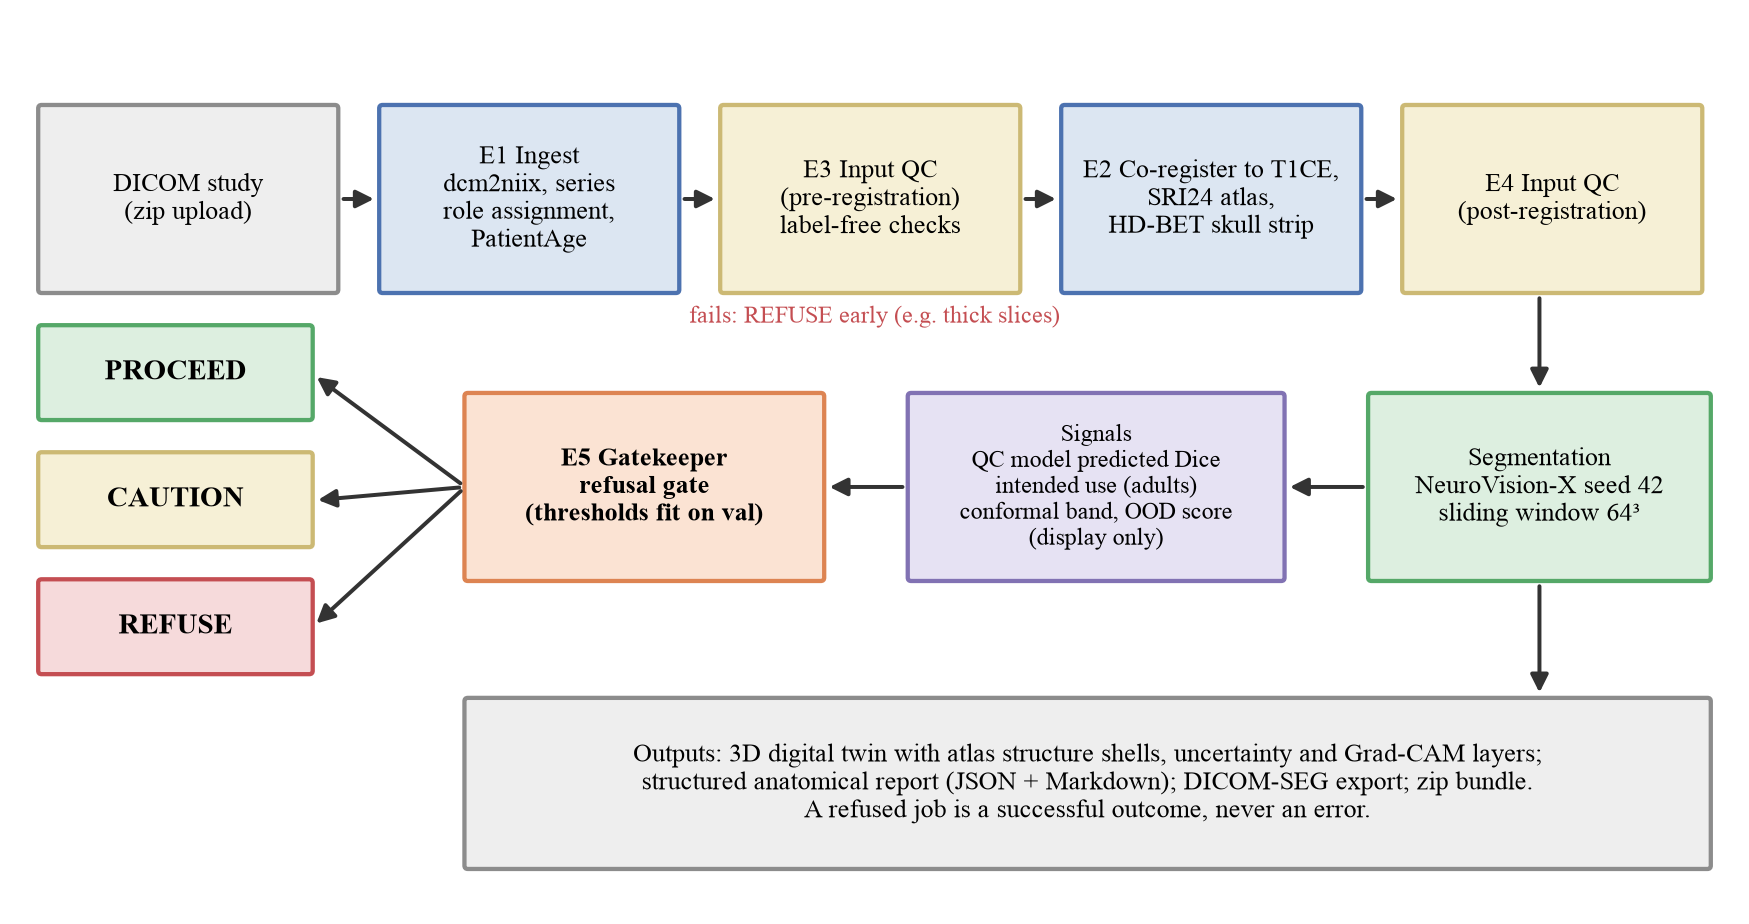 DICOM study
(zip upload)
E1 Ingest
dcm2niix, series
role assignment,
PatientAge
E3 Input QC
(pre-registration)
label-free checks
E2 Co-register to T1CE,
SRI24 atlas,
HD-BET skull strip
E4 Input QC
(post-registration)
fails: REFUSE early (e.g. thick slices)
PROCEED
CAUTION
REFUSE
E5 Gatekeeper
refusal gate
(thresholds fit on val)
Signals
QC model predicted Dice
intended use (adults)
conformal band, OOD score
(display only)
Segmentation
NeuroVision-X seed 42
sliding window 64³
Outputs: 3D digital twin with atlas structure shells, uncertainty and Grad-CAM layers;
structured anatomical report (JSON + Markdown); DICOM-SEG export; zip bundle.
A refused job is a successful outcome, never an error.